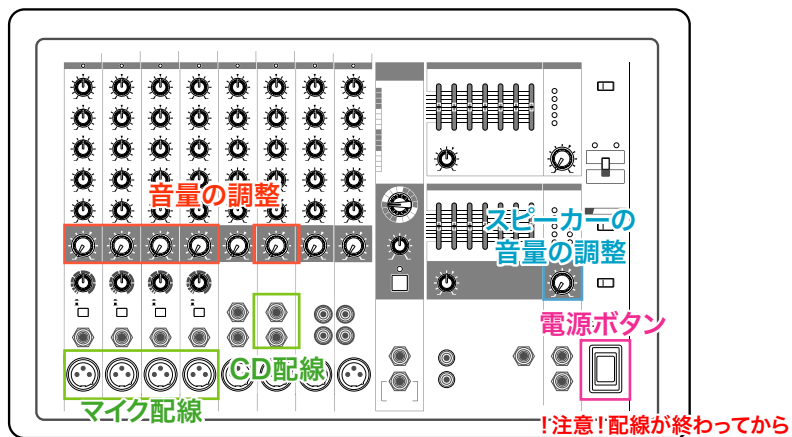 音量の調整
スピーカーの
音量の調整
電源ボタン
CD配線
マイク配線
!注意!配線が終わってから